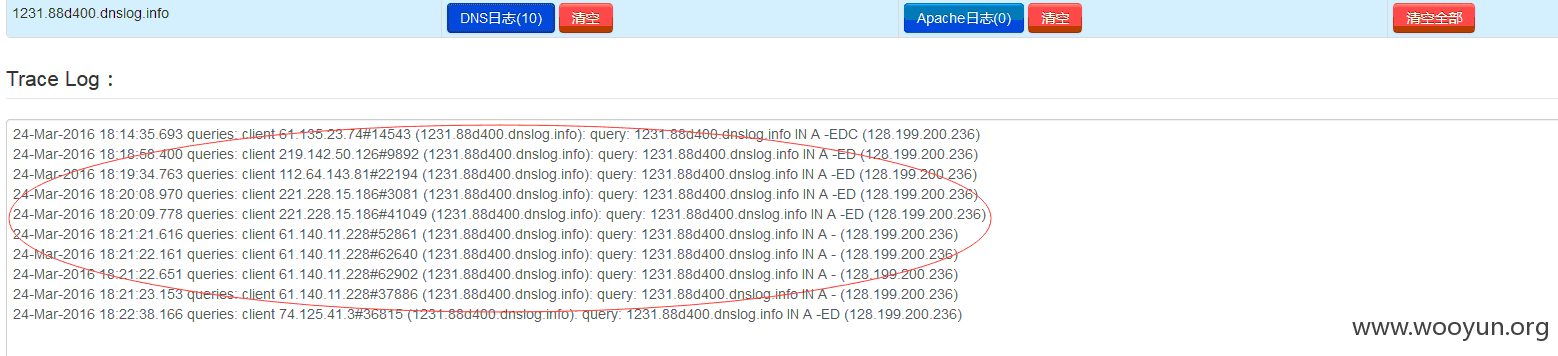 1231.88d400.dnslog.info DNS日志(10) 清空 Apache日志(0) 清空 清空全部
Trace Log：
24-Mar-2016 18:14:35.693 queries: client 61.135.23.74#14543 (1231.88d400.dnslog.info): query: 1231.88d400.dnslog.info IN A -EDC (128.199.200.236)
24-Mar-2016 18:18:58.400 queries: client 219.142.50.126#9892 (1231.88d400.dnslog.info): query: 1231.88d400.dnslog.info IN A -ED (128.199.200.236)
24-Mar-2016 18:19:34.763 queries: client 112.64.143.81#22194 (1231.88d400.dnslog.info): query: 1231.88d400.dnslog.info IN A -ED (128.199.200.236)
24-Mar-2016 18:20:08.970 queries: client 221.228.15.186#3081 (1231.88d400.dnslog.info): query: 1231.88d400.dnslog.info IN A -ED (128.199.200.236)
24-Mar-2016 18:20:09.778 queries: client 221.228.15.186#41049 (1231.88d400.dnslog.info): query: 1231.88d400.dnslog.info IN A -ED (128.199.200.236)
24-Mar-2016 18:21:21.616 queries: client 61.140.11.228#52861 (1231.88d400.dnslog.info): query: 1231.88d400.dnslog.info IN A - (128.199.200.236)
24-Mar-2016 18:21:22.161 queries: client 61.140.11.228#62640 (1231.88d400.dnslog.info): query: 1231.88d400.dnslog.info IN A - (128.199.200.236)
24-Mar-2016 18:21:22.651 queries: client 61.140.11.228#62902 (1231.88d400.dnslog.info): query: 1231.88d400.dnslog.info IN A - (128.199.200.236)
24-Mar-2016 18:21:23.153 queries: client 61.140.11.228#37886 (1231.88d400.dnslog.info): query: 1231.88d400.dnslog.info IN A - (128.199.200.236)
24-Mar-2016 18:22:38.166 queries: client 74.125.41.3#36815 (1231.88d400.dnslog.info): query: 1231.88d400.dnslog.info IN A -ED (128.199.200.236)
www.wooyun.org